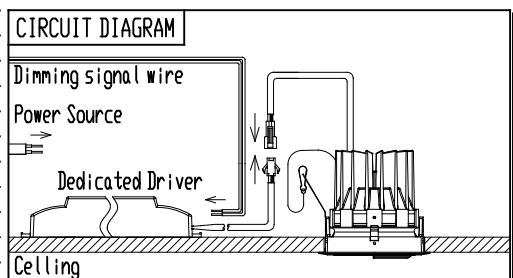 CIRCUIT DIAGRAM
Dimming signal wire
Power Source
Dedicated Driver
Celling